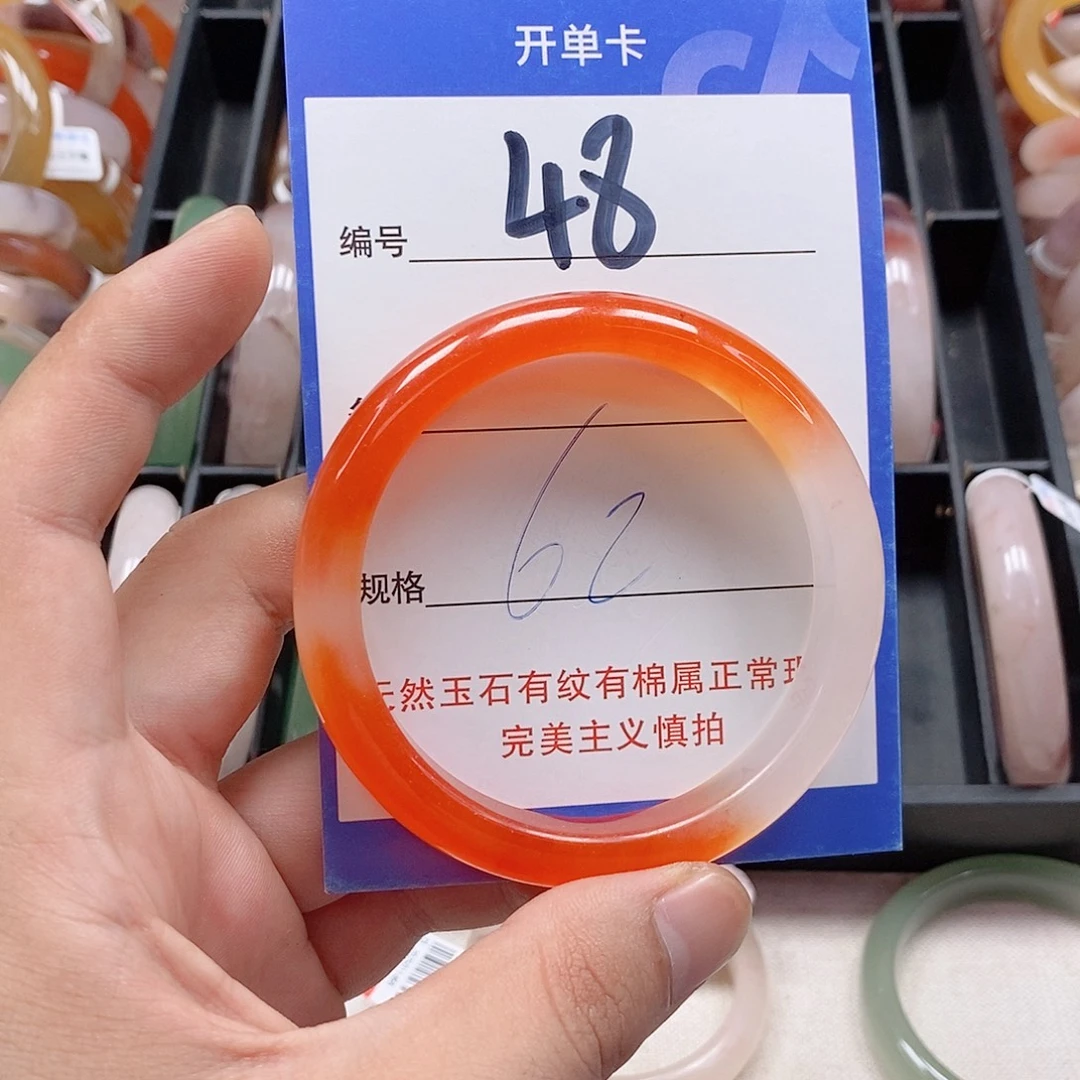 开单卡
编号 48
规格 62
然玉石有纹有棉属正常
完美主义慎拍